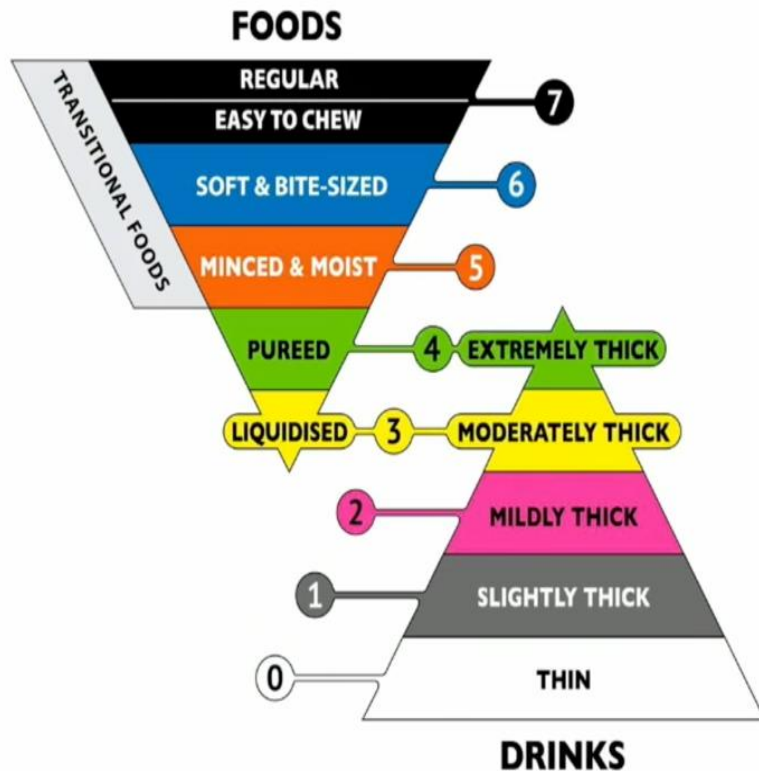 FOODS
TRANSITIONAL FOODS
REGULAR
EASY TO CHEW
7
SOFT & BITE-SIZED
6
MINCED & MOIST
5
PUREED
4
EXTREMELY THICK
LIQUIDISED
3
MODERATELY THICK
2
MILDLY THICK
1
SLIGHTLY THICK
0
THIN
DRINKS